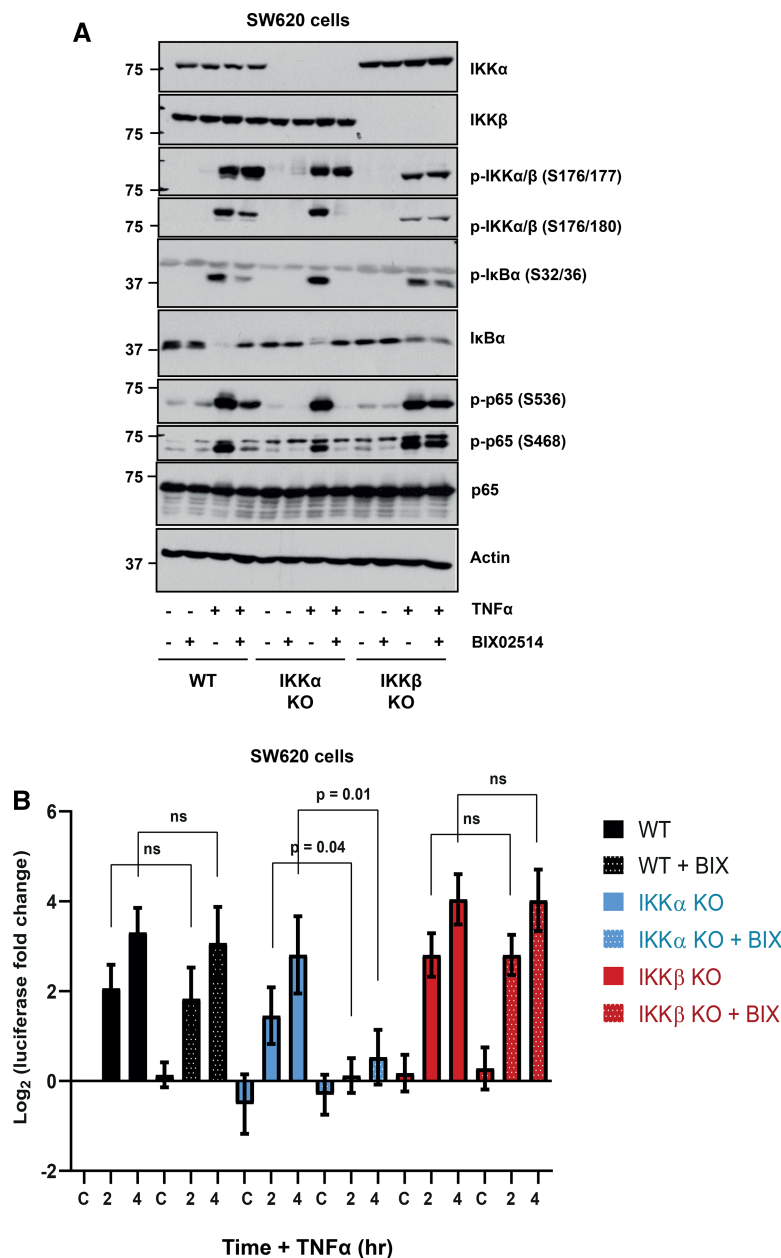 A
SW620 cells
75
IKKα
75
IKKβ
75
p-IKKα/β (S176/177)
75
p-IKKα/β (S176/180)
37
p-IκBα (S32/36)
37
IκBα
75
p-p65 (S536)
75
p-p65 (S468)
75
p65
37
Actin
- - + + - - + + - - + + TNFα
- + - + - + - + - + - + BIX02514
WT IKKα KO IKKβ KO
SW620 cells
B
Log2 (luciferase fold change)
6
4
2
0
-2
ns
ns
p = 0.04
p = 0.01
ns
ns
C 2 4 C 2 4 C 2 4 C 2 4 C 2 4 C 2 4
Time + TNFα (hr)
WT
WT + BIX
IKKα KO
IKKα KO + BIX
IKKβ KO
IKKβ KO + BIX